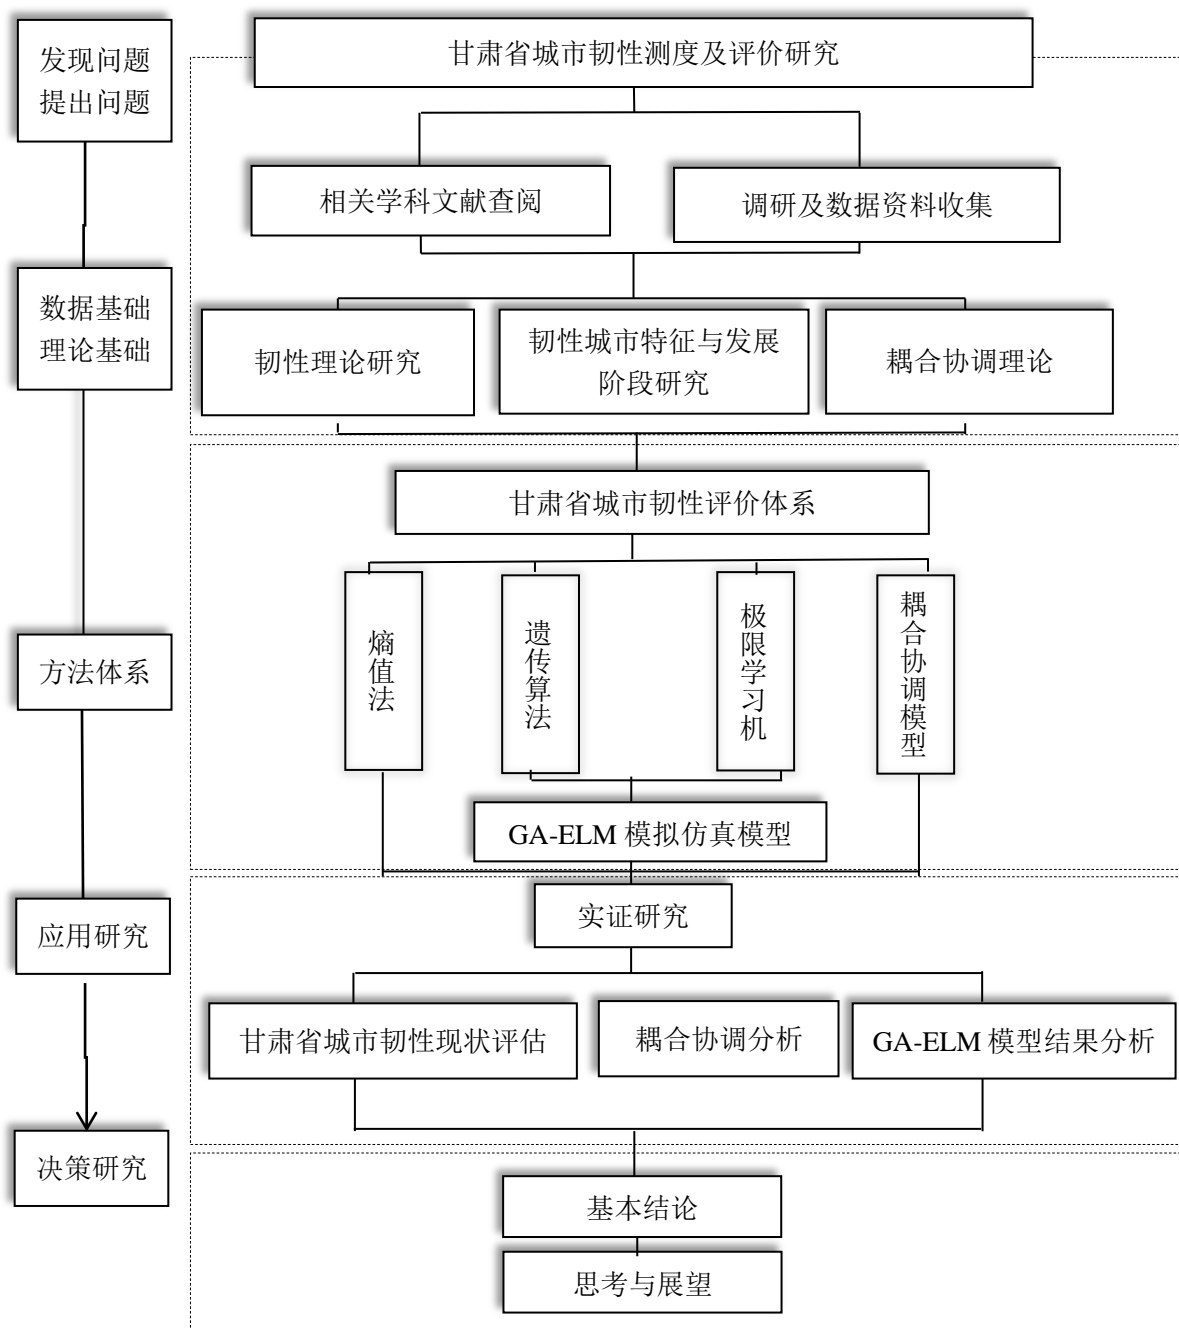 发现问题
提出问题
甘肃省城市韧性测度及评价研究
相关学科文献查阅
调研及数据资料收集
数据基础
理论基础
韧性理论研究
韧性城市特征与发展
阶段研究
耦合协调理论
甘肃省城市韧性评价体系
方法体系
熵值法
遗传算法
极限学习机
耦合协调模型
GA-ELM 模拟仿真模型
应用研究
实证研究
甘肃省城市韧性现状评估
耦合协调分析
GA-ELM 模型结果分析
决策研究
基本结论
思考与展望